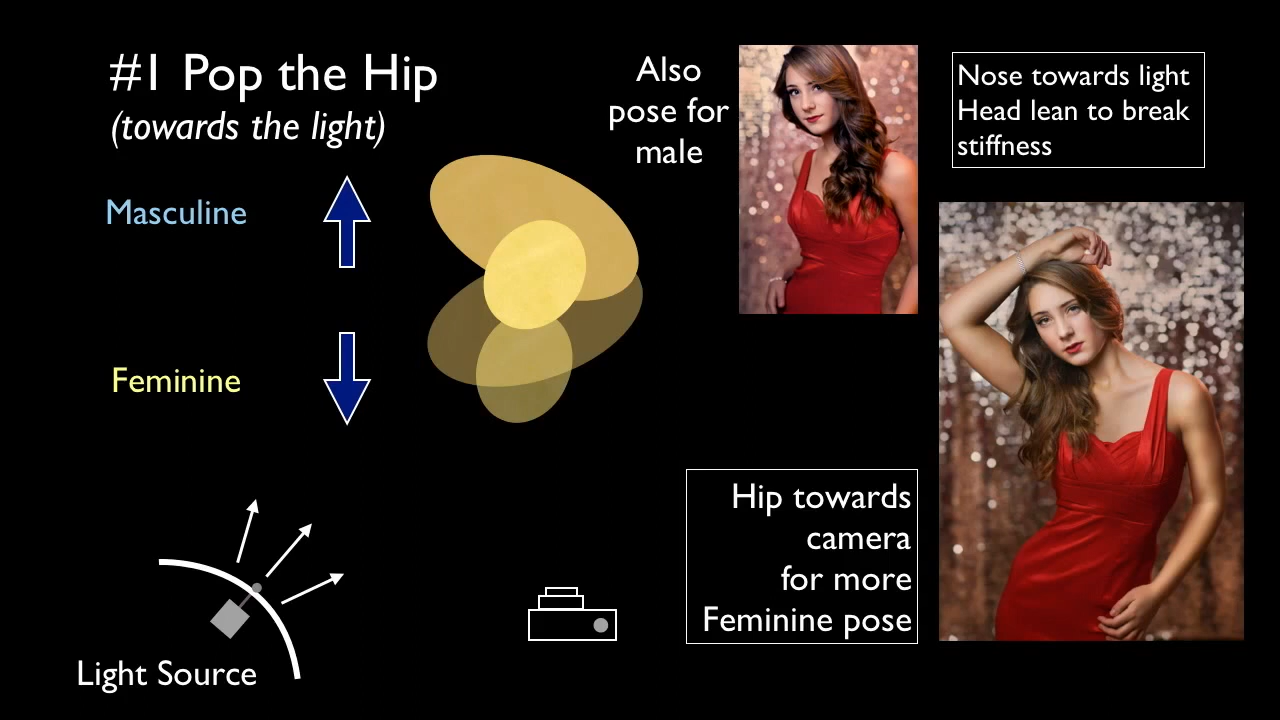 #1 Pop the Hip
(towards the light)
Masculine
Feminine
Light Source
Also
pose for
male
Nose towards light
Head lean to break
stiffness
Hip towards
camera
for more
Feminine pose